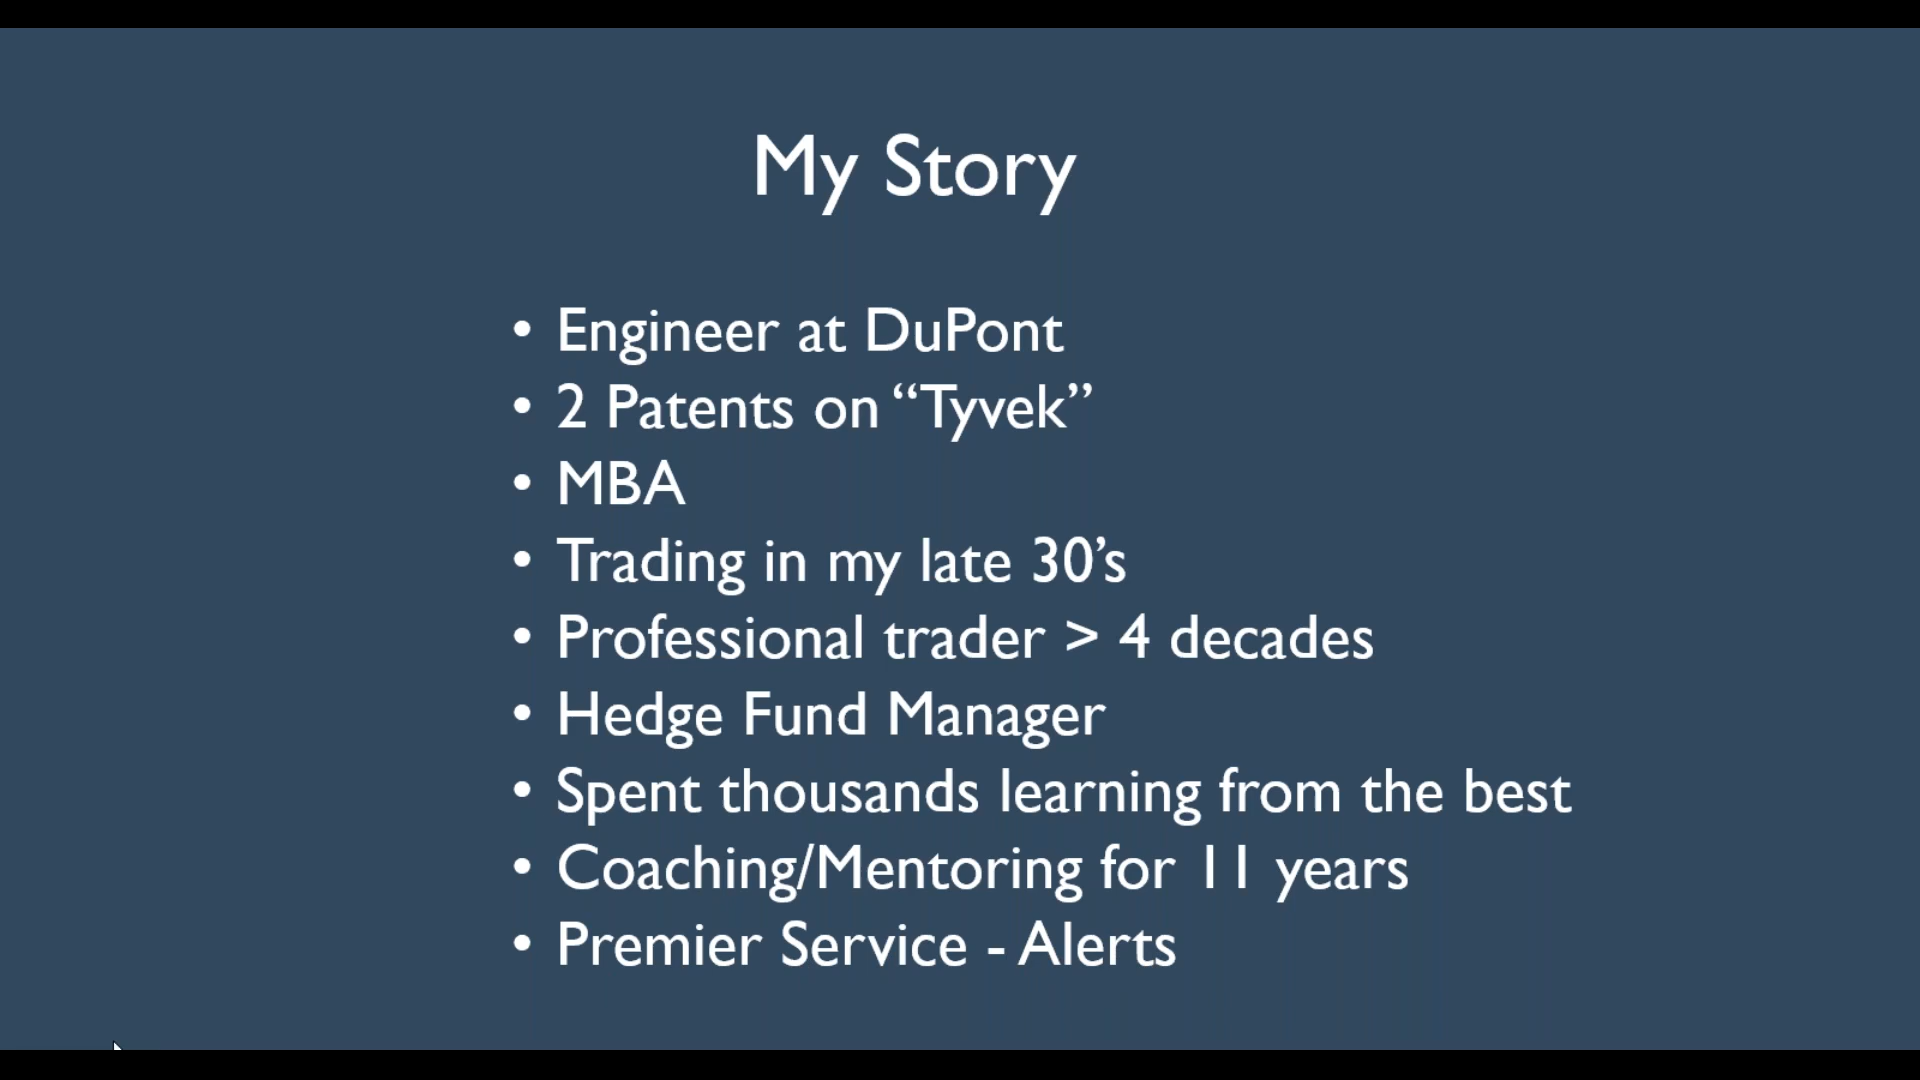 My Story
• Engineer at DuPont
• 2 Patents on “Tyvek”
• MBA
• Trading in my late 30’s
• Professional trader > 4 decades
• Hedge Fund Manager
• Spent thousands learning from the best
• Coaching/Mentoring for 11 years
• Premier Service - Alerts